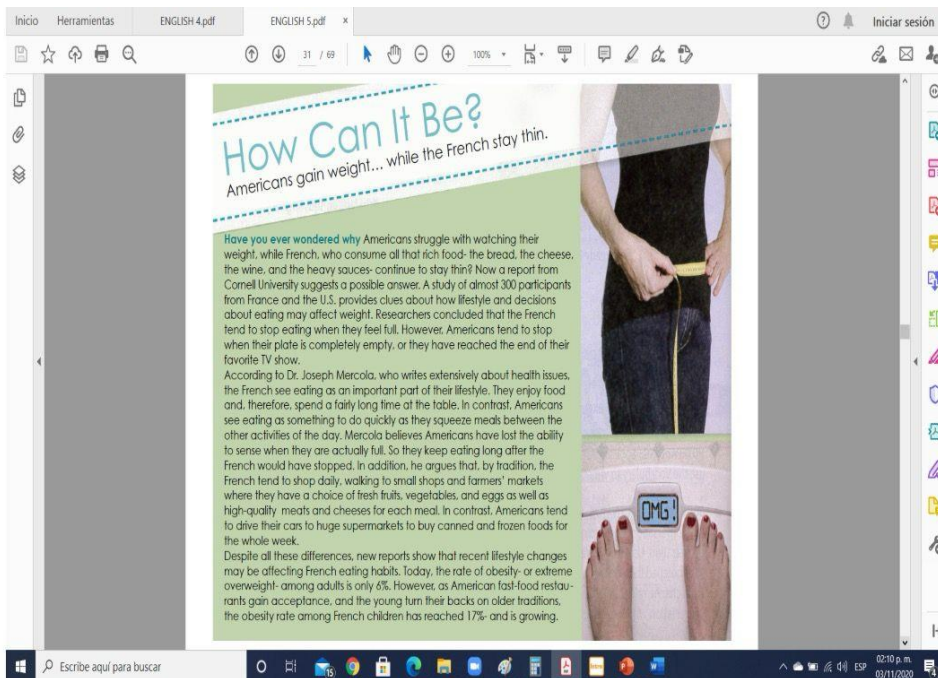 Inicio Herramientas ENGLISH 4.pdf ENGLISH 5.pdf × ? Iniciar sesión
31 / 69 100%
How Can It Be?
Americans gain weight... while the French stay thin.
Have you ever wondered why Americans struggle with watching their
weight, while French, who consume all that rich food- the bread, the cheese,
the wine, and the heavy sauces- continue to stay thin? Now a report from
Cornell University suggests a possible answer. A study of almost 300 participants
from France and the U.S. provides clues about how lifestyle and decisions
about eating may affect weight. Researchers concluded that the French
tend to stop eating when they feel full. However, Americans tend to stop
when their plate is completely empty, or they have reached the end of their
favorite TV show.
According to Dr. Joseph Mercola, who writes extensively about health issues,
the French see eating as an important part of their lifestyle. They enjoy food
and, therefore, spend a fairly long time at the table. In contrast, Americans
see eating as something to do quickly as they squeeze meals between the
other activities of the day. Mercola believes Americans have lost the ability
to sense when they are actually full. So they keep eating long after the
French would have stopped. In addition, he argues that, by tradition, the
French tend to shop daily, walking to small shops and farmers' markets
where they have a choice of fresh fruits, vegetables, and eggs as well as
high-quality meats and cheeses for each meal. In contrast, Americans tend
to drive their cars to huge supermarkets to buy canned and frozen foods for
the whole week.
Despite all these differences, new reports show that recent lifestyle changes
may be affecting French eating habits. Today, the rate of obesity- or extreme
overweight- among adults is only 6%. However, as American fast-food restau-
rants gain acceptance, and the young turn their backs on older traditions,
the obesity rate among French children has reached 17%- and is growing.
OMG!
Escribe aquí para buscar
15
ESP
02:10 p. m.
03/11/2020